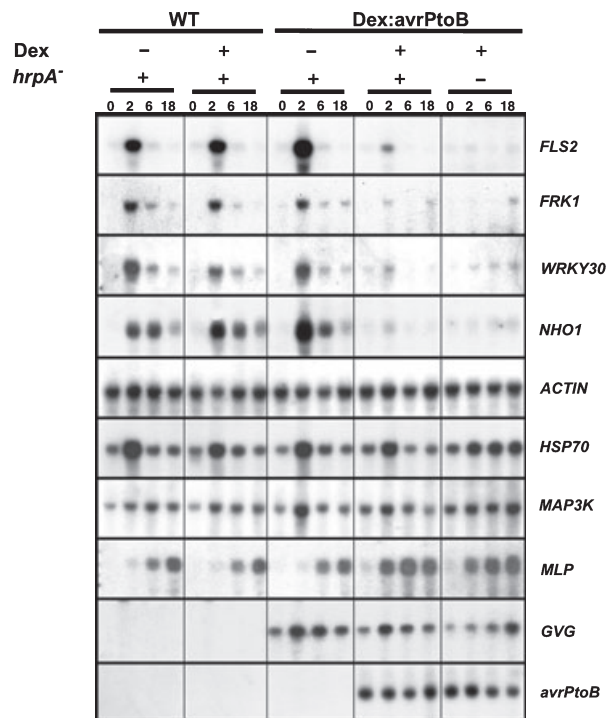 WT Dex:avrPtoB
Dex – + – + +
hrpA⁻ + + + + –
0 2 6 18 0 2 6 18 0 2 6 18 0 2 6 18 0 2 6 18
FLS2
FRK1
WRKY30
NHO1
ACTIN
HSP70
MAP3K
MLP
GVG
avrPtoB